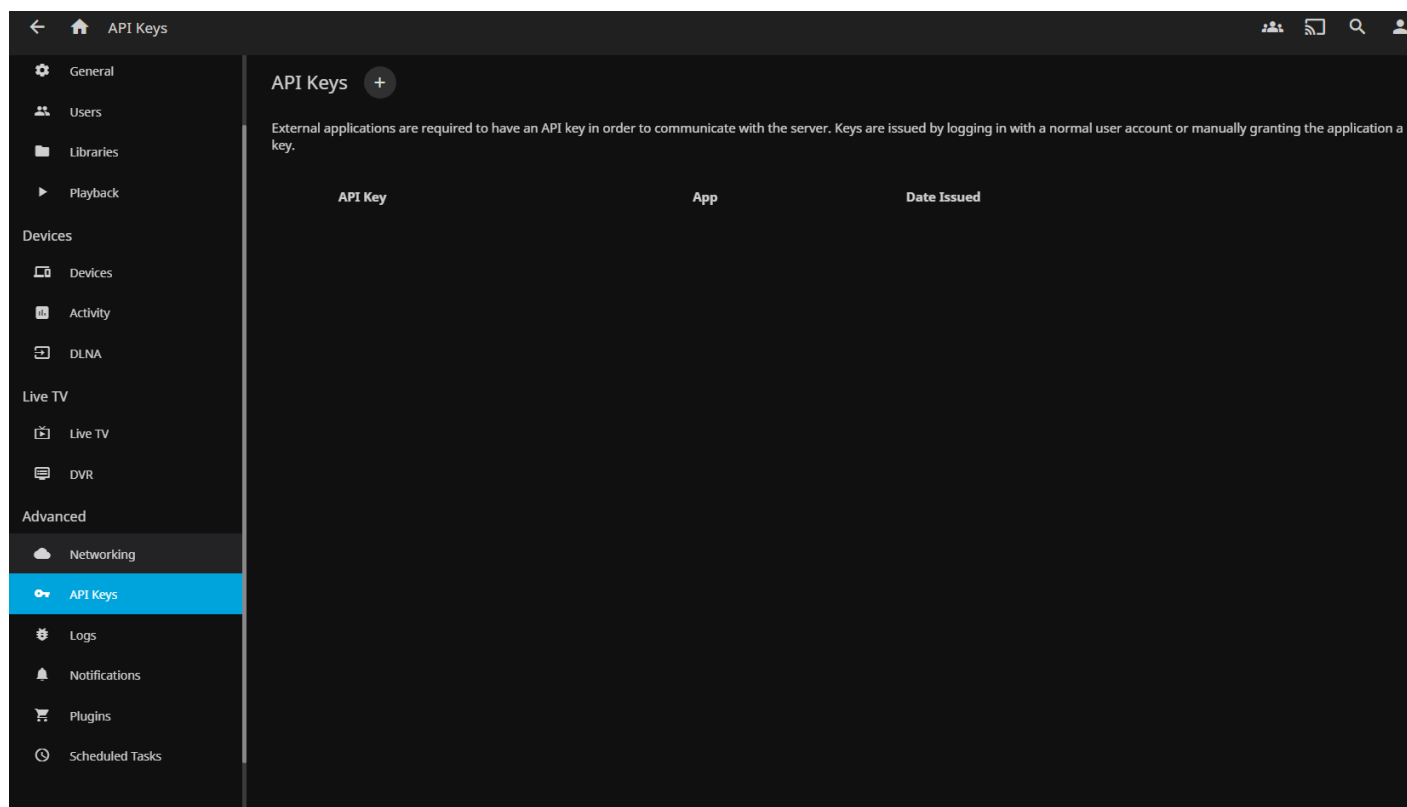 API Keys
General
Users
Libraries
Playback
Devices
Devices
Activity
DLNA
Live TV
Live TV
DVR
Advanced
Networking
API Keys
Logs
Notifications
Plugins
Scheduled Tasks
API Keys +
External applications are required to have an API key in order to communicate with the server. Keys are issued by logging in with a normal user account or manually granting the application a
key.
API Key App Date Issued